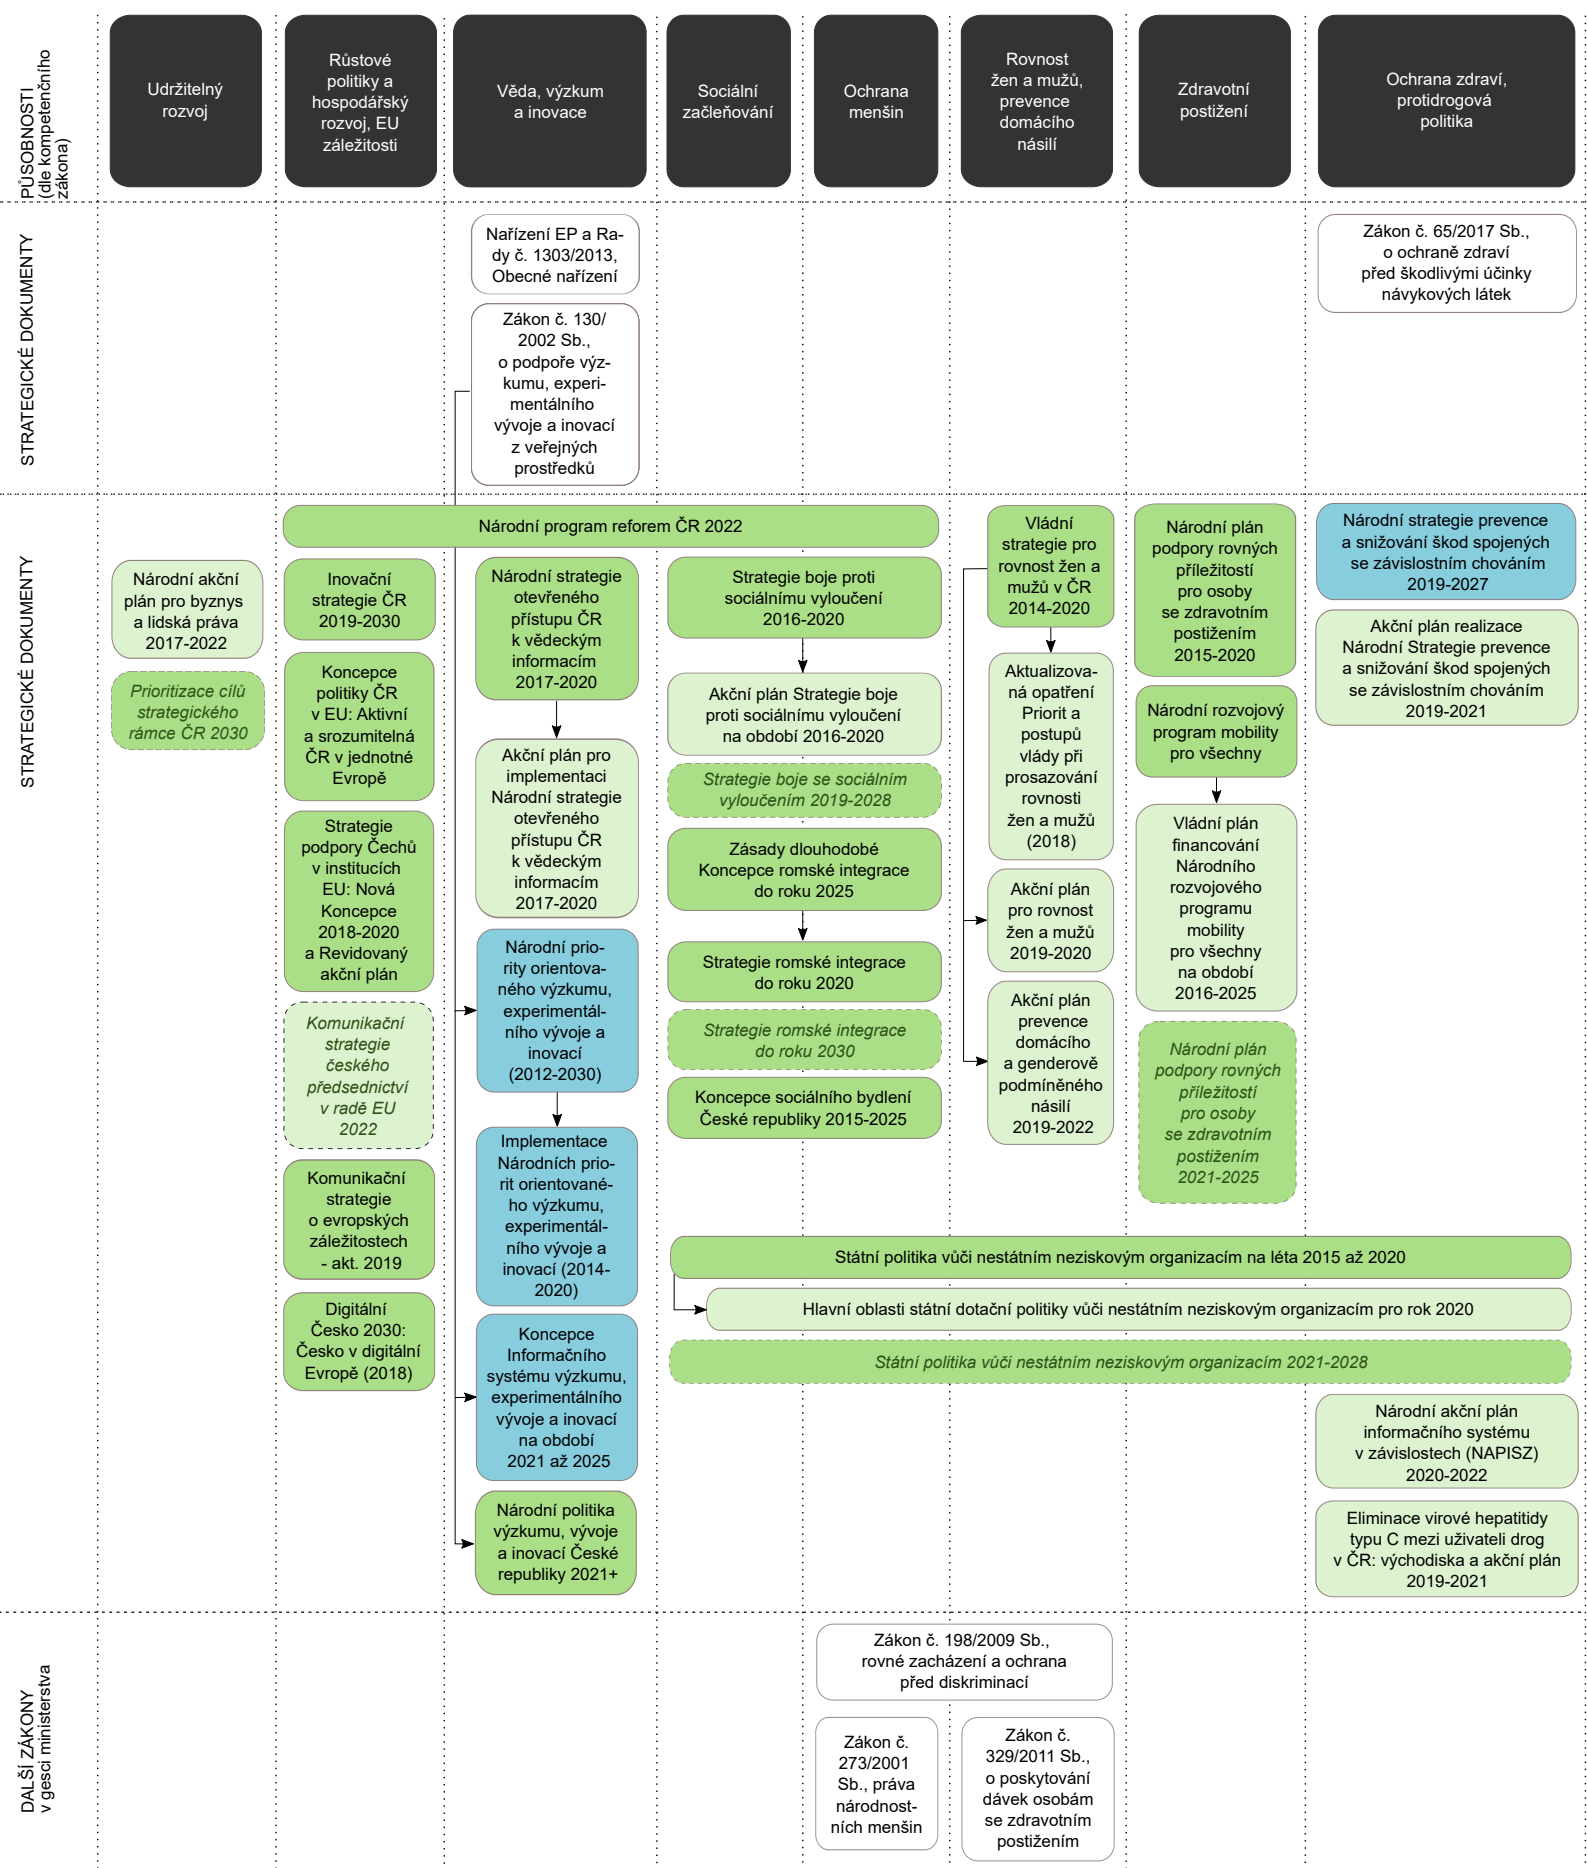 PŮSOBNOSTI
(dle kompetenčního
zákona)
Udržitelný
rozvoj
Růstové
politiky a
hospodářský
rozvoj, EU
záležitosti
Věda, výzkum
a inovace
Sociální
začleňování
Ochrana
menšin
Rovnost
žen a mužů,
prevence
domácího
násilí
Zdravotní
postižení
Ochrana zdraví,
protidrogová
politika
STRATEGICKÉ DOKUMENTY
Nařízení EP a Ra-
dy č. 1303/2013,
Obecné nařízení
Zákon č. 130/
2002 Sb.,
o podpoře výz-
kumu, experi-
mentálního
vývoje a inovací
z veřejných
prostředků
Zákon č. 65/2017 Sb.,
o ochraně zdraví
před škodlivými účinky
návykových látek
STRATEGICKÉ DOKUMENTY
Národní akční
plán pro byznys
a lidská práva
2017-2022
Prioritizace cílů
strategického
rámce ČR 2030
Národní program reforem ČR 2022
Inovační
strategie ČR
2019-2030
Koncepce
politiky ČR
v EU: Aktivní
a srozumitelná
ČR v jednotné
Evropě
Strategie
podpory Čechů
v institucích
EU: Nová
Koncepce
2018-2020
a Revidovaný
akční plán
Komunikační
strategie
českého
předsednictví
v radě EU
2022
Komunikační
strategie
o evropských
záležitostech
- akt. 2019
Digitální
Česko 2030:
Česko v digitální
Evropě (2018)
Národní strategie
otevřeného
přístupu ČR
k vědeckým
informacím
2017-2020
Akční plán pro
implementaci
Národní strategie
otevřeného
přístupu ČR
k vědeckým
informacím
2017-2020
Národní prio-
rity orientova-
ného výzkumu,
experimentál-
ního vývoje a
inovací
(2012-2030)
Implementace
Národních prio-
rit orientované-
ho výzkumu,
experimentál-
ního vývoje a
inovací (2014-
2020)
Koncepce
Informačního
systému výzkumu,
experimentálního
vývoje a inovací
na období
2021 až 2025
Národní politika
výzkumu, vývoje
a inovací České
republiky 2021+
Strategie boje proti
sociálnímu vyloučení
2016-2020
Akční plán Strategie boje
proti sociálnímu vyloučení
na období 2016-2020
Strategie boje se sociálním
vyloučením 2019-2028
Zásady dlouhodobé
Koncepce romské integrace
do roku 2025
Strategie romské integrace
do roku 2020
Strategie romské integrace
do roku 2030
Koncepce sociálního bydlení
České republiky 2015-2025
Vládní
strategie pro
rovnost žen a
mužů v ČR
2014-2020
Aktualizova-
ná opatření
Priorit a
postupů
vlády při
prosazování
rovnosti
žen a mužů
(2018)
Akční plán
pro rovnost
žen a mužů
2019-2020
Akční plán
prevence
domácího
a genderově
podmíněného
násilí
2019-2022
Národní plán
podpory rovných
příležitostí
pro osoby
se zdravotním
postižením
2015-2020
Národní rozvojový
program mobility
pro všechny
Vládní plán
financování
Národního
rozvojového
programu
mobility
pro všechny
na období
2016-2025
Národní plán
podpory rovných
příležitostí
pro osoby
se zdravotním
postižením
2021-2025
Národní strategie prevence
a snižování škod spojených
se závislostním chováním
2019-2027
Akční plán realizace
Národní Strategie prevence
a snižování škod spojených
se závislostním chováním
2019-2021
Státní politika vůči nestátním neziskovým organizacím na léta 2015 až 2020
Hlavní oblasti státní dotační politiky vůči nestátním neziskovým organizacím pro rok 2020
Státní politika vůči nestátním neziskovým organizacím 2021-2028
Národní akční plán
informačního systému
v závislostech (NAPISZ)
2020-2022
Eliminace virové hepatitidy
typu C mezi uživateli drog
v ČR: východiska a akční plán
2019-2021
DALŠÍ ZÁKONY
v gesci ministerstva
Zákon č. 198/2009 Sb.,
rovné zacházení a ochrana
před diskriminací
Zákon č.
273/2001
Sb., práva
národnost-
ních menšin
Zákon č.
329/2011 Sb.,
o poskytování
dávek osobám
se zdravotním
postižením